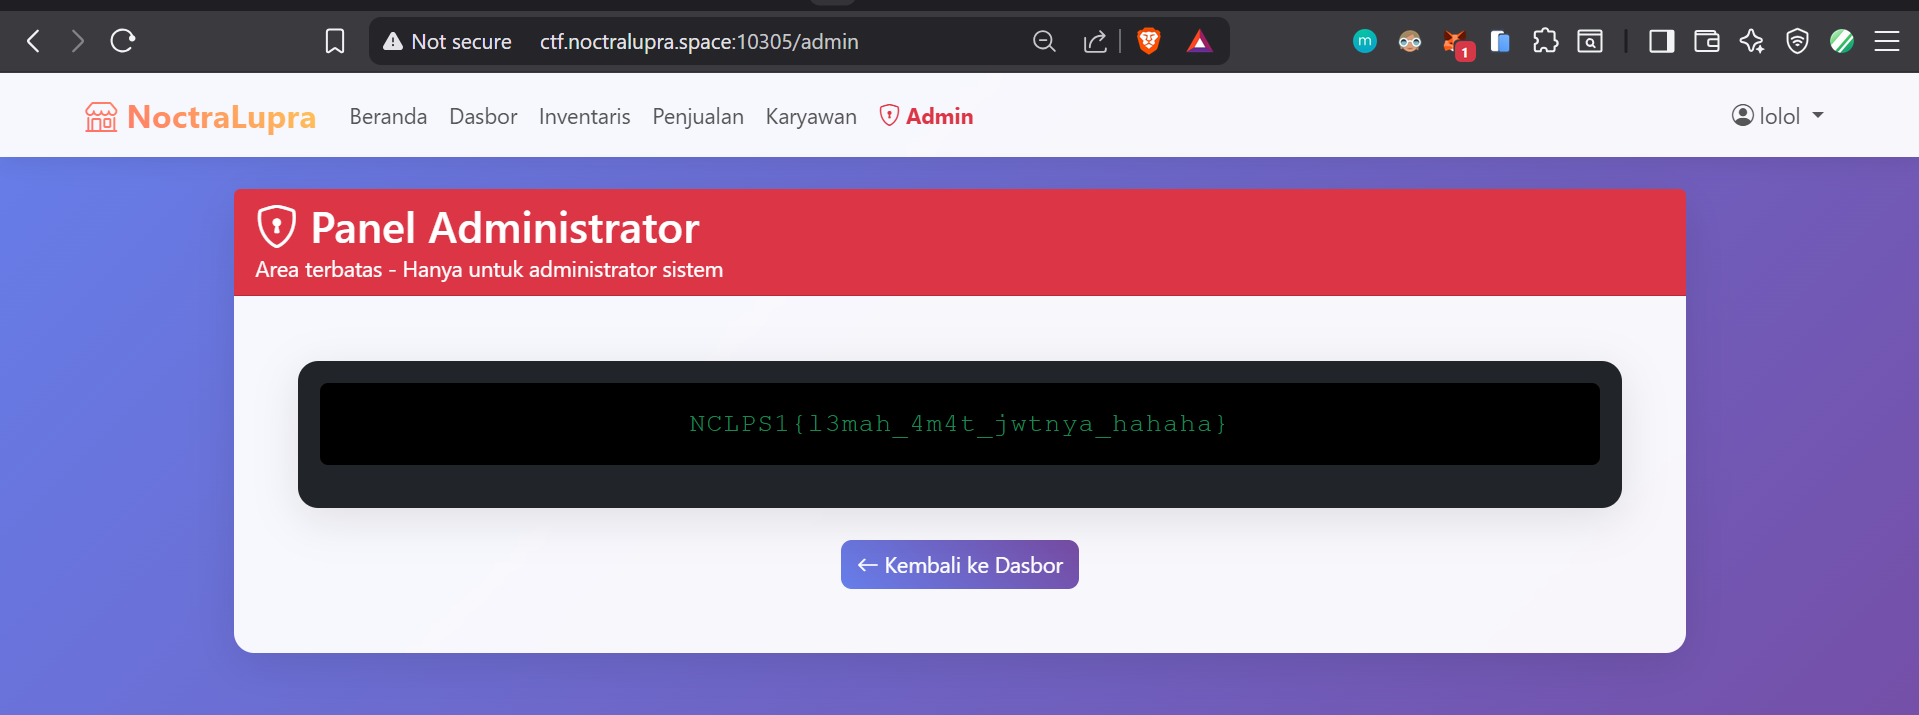 Not secure ctf.noctralupra.space:10305/admin
m
1
NoctraLupra Beranda Dasbor Inventaris Penjualan Karyawan Admin lolol
Panel Administrator
Area terbatas - Hanya untuk administrator sistem
NCLPS1{l3mah_4m4t_jwtnya_hahaha}
← Kembali ke Dasbor